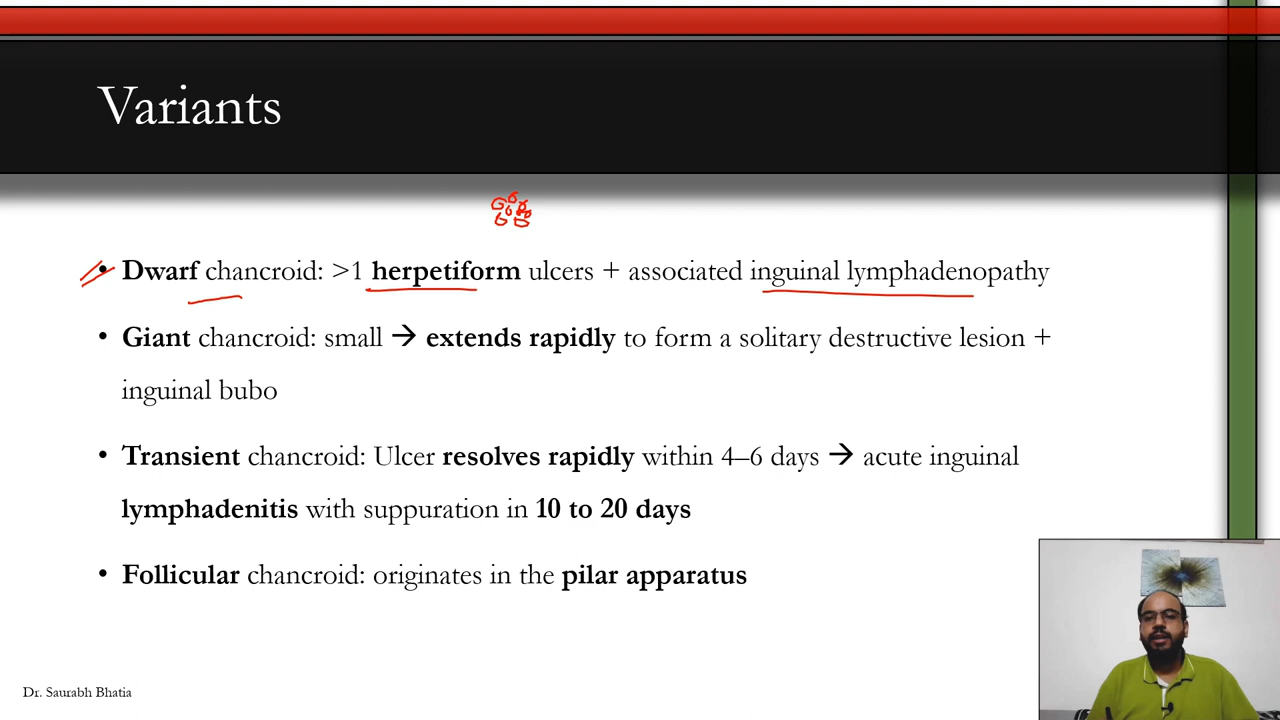 Variants
• Dwarf chancroid: >1 herpetiform ulcers + associated inguinal lymphadenopathy
• Giant chancroid: small → extends rapidly to form a solitary destructive lesion +
inguinal bubo
• Transient chancroid: Ulcer resolves rapidly within 4–6 days → acute inguinal
lymphadenitis with suppuration in 10 to 20 days
• Follicular chancroid: originates in the pilar apparatus
Dr. Saurabh Bhatia